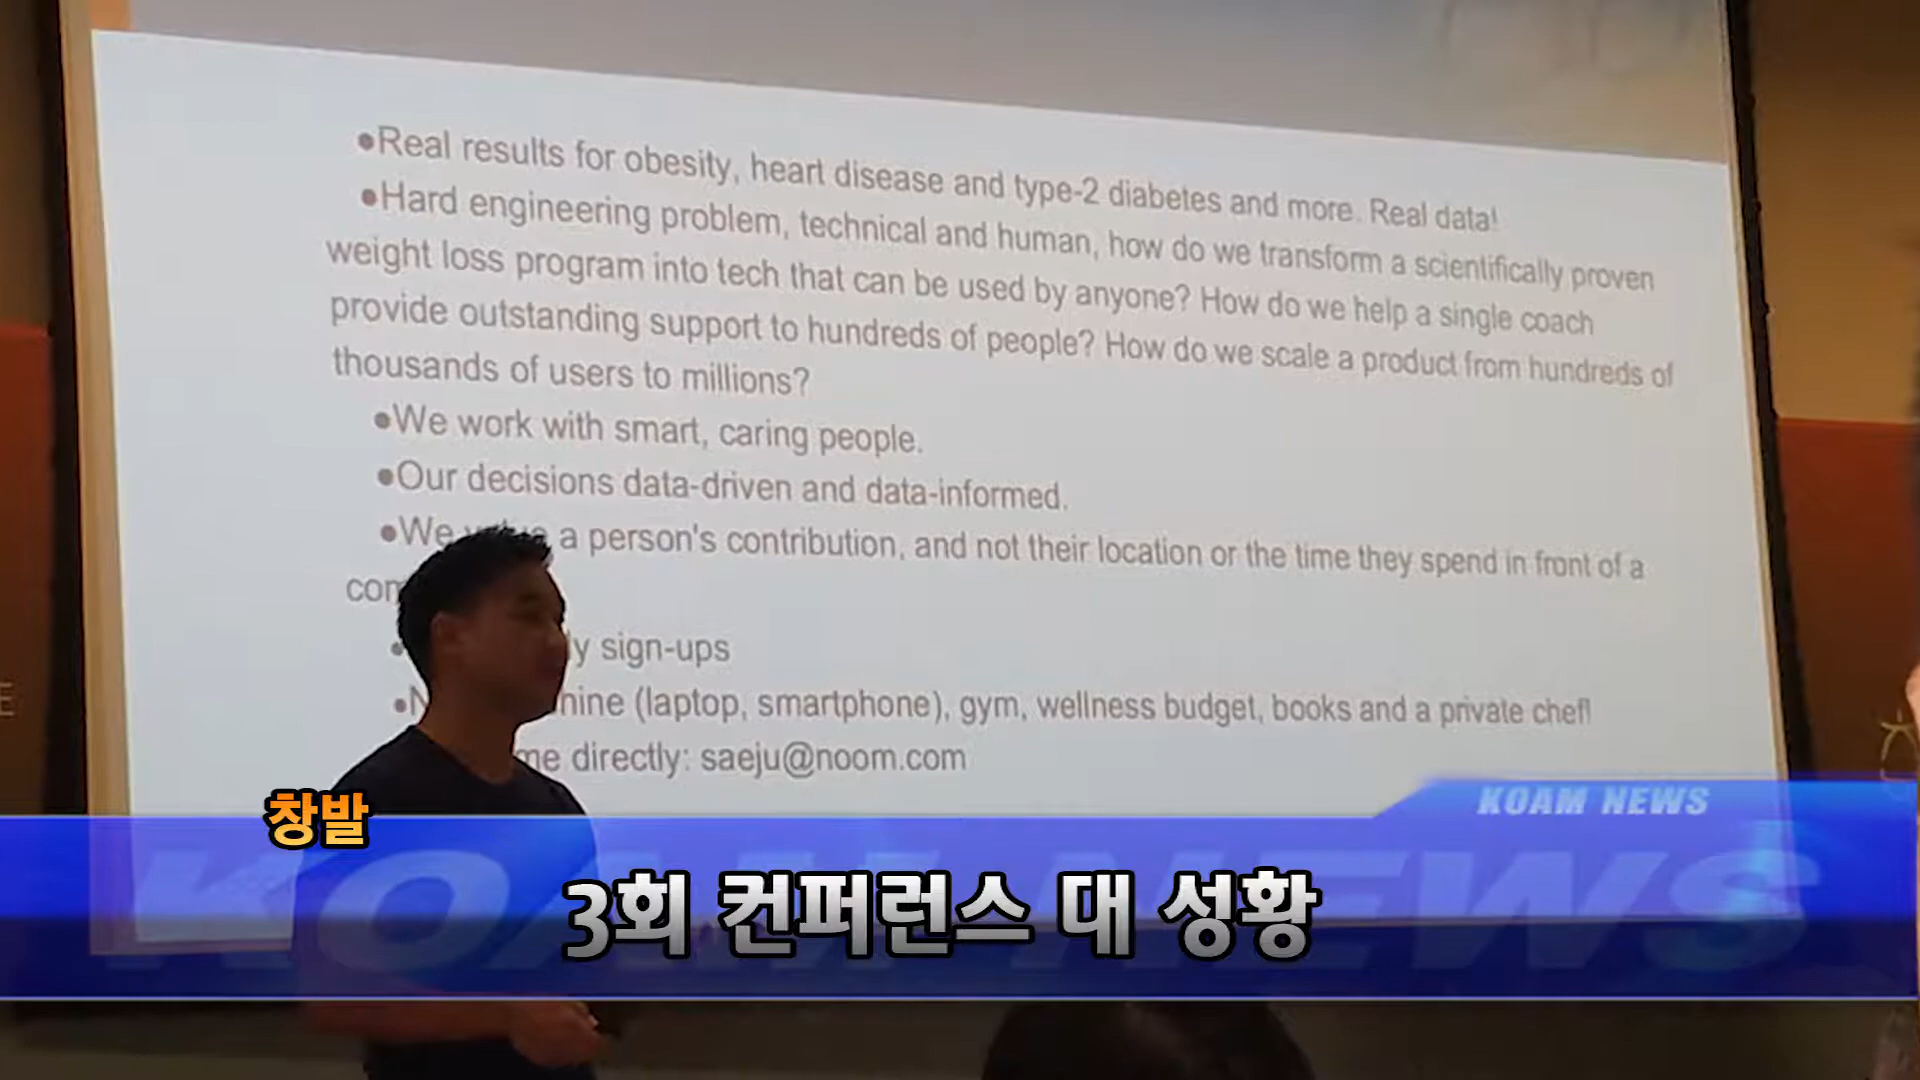 ●Real results for obesity, heart disease and type-2 diabetes and more. Real data!
●Hard engineering problem, technical and human, how do we transform a scientifically proven
weight loss program into tech that can be used by anyone? How do we help a single coach
provide outstanding support to hundreds of people? How do we scale a product from hundreds of
thousands of users to millions?
●We work with smart, caring people.
●Our decisions data-driven and data-informed.
●We a person's contribution, and not their location or the time they spend in front of a
sign-ups
(laptop, smartphone), gym, wellness budget, books and a private chef!
me directly: saeju@noom.com
KOAM NEWS
창발
3회 컨퍼런스 대 성황
KOAM NEWS